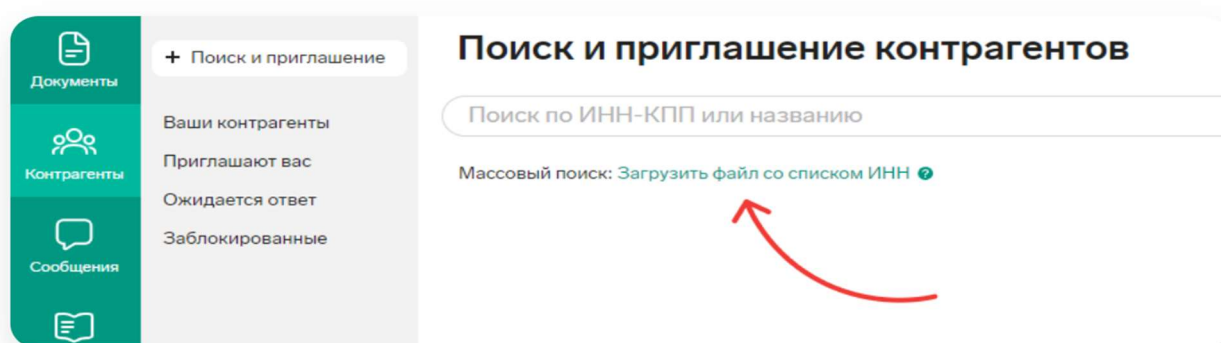 Документы
Контрагенты
Сообщения
+ Поиск и приглашение
Ваши контрагенты
Приглашают вас
Ожидается ответ
Заблокированные
Поиск и приглашение контрагентов
Поиск по ИНН-КПП или названию
Массовый поиск: Загрузить файл со списком ИНН ?